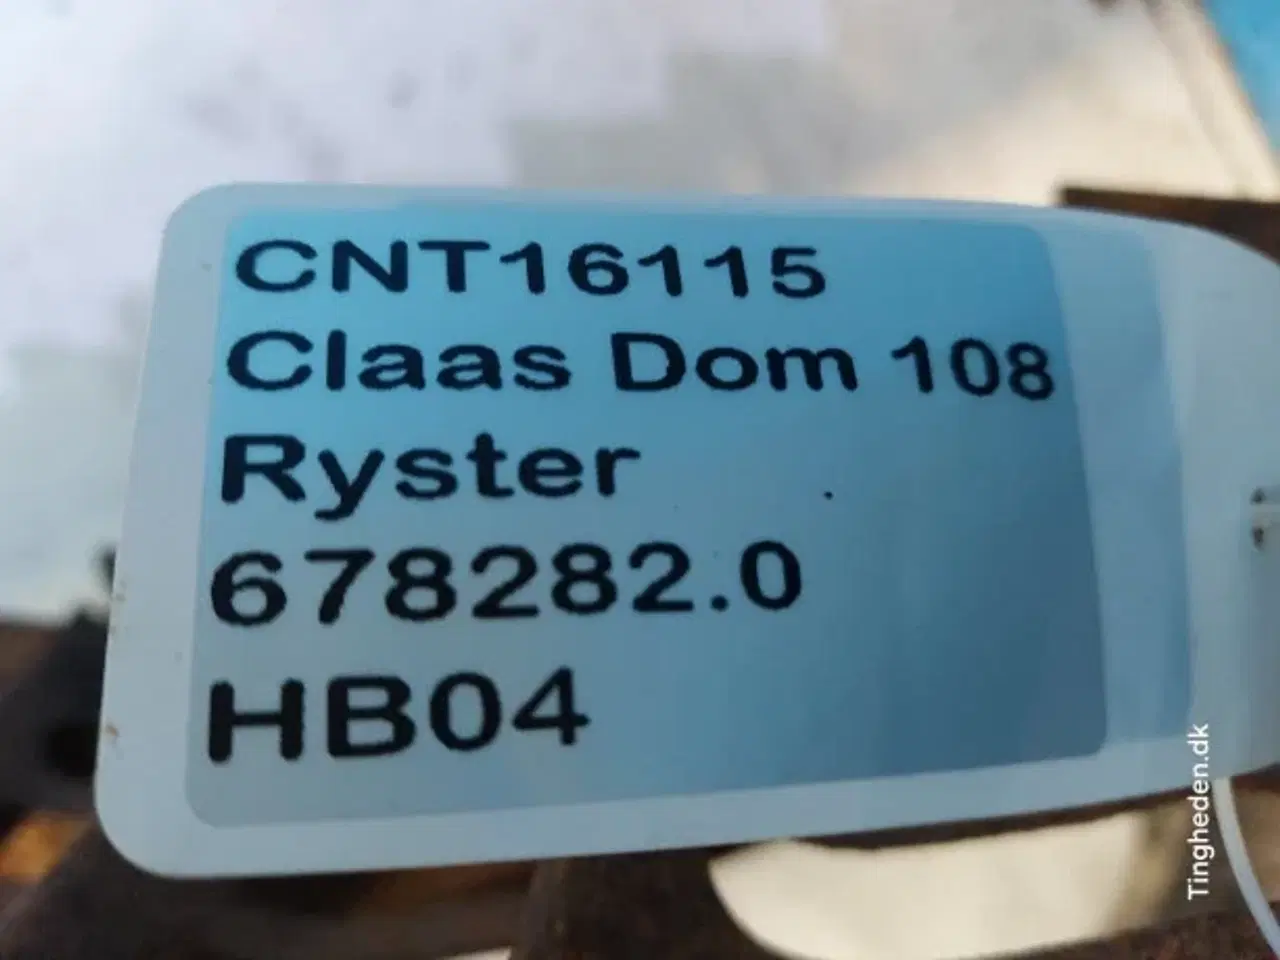 CNT16115
Claas Dom 108
Ryster
678282.0
HB04
Tingheden.dk